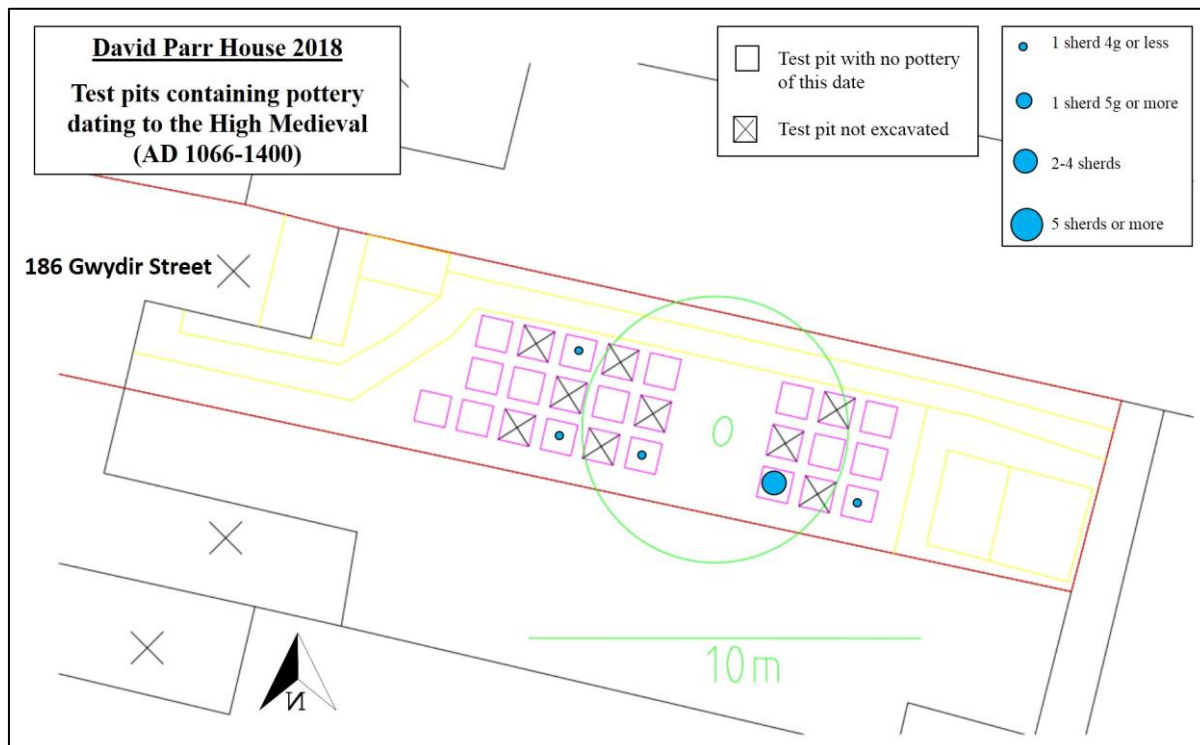 David Parr House 2018
Test pits containing pottery
dating to the High Medieval
(AD 1066-1400)
Test pit with no pottery
of this date
Test pit not excavated
1 sherd 4g or less
1 sherd 5g or more
2-4 sherds
5 sherds or more
186 Gwydir Street
0
10m
N